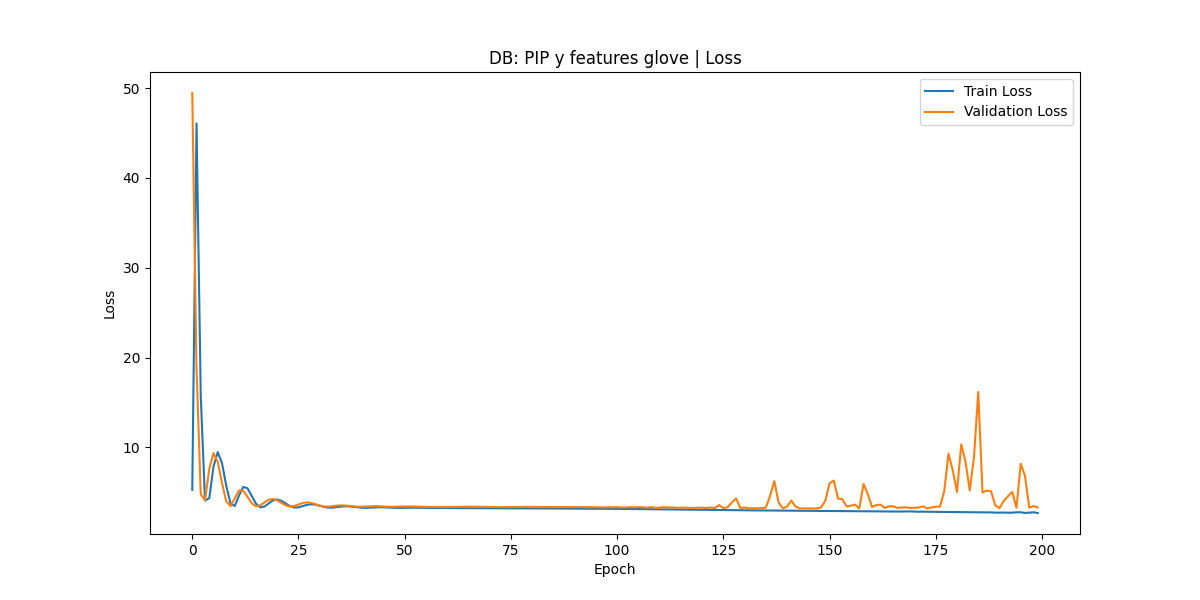 DB: PIP y features glove | Loss
Train Loss
Validation Loss
50
40
30
20
10
Loss
0 25 50 75 100 125 150 175 200
Epoch